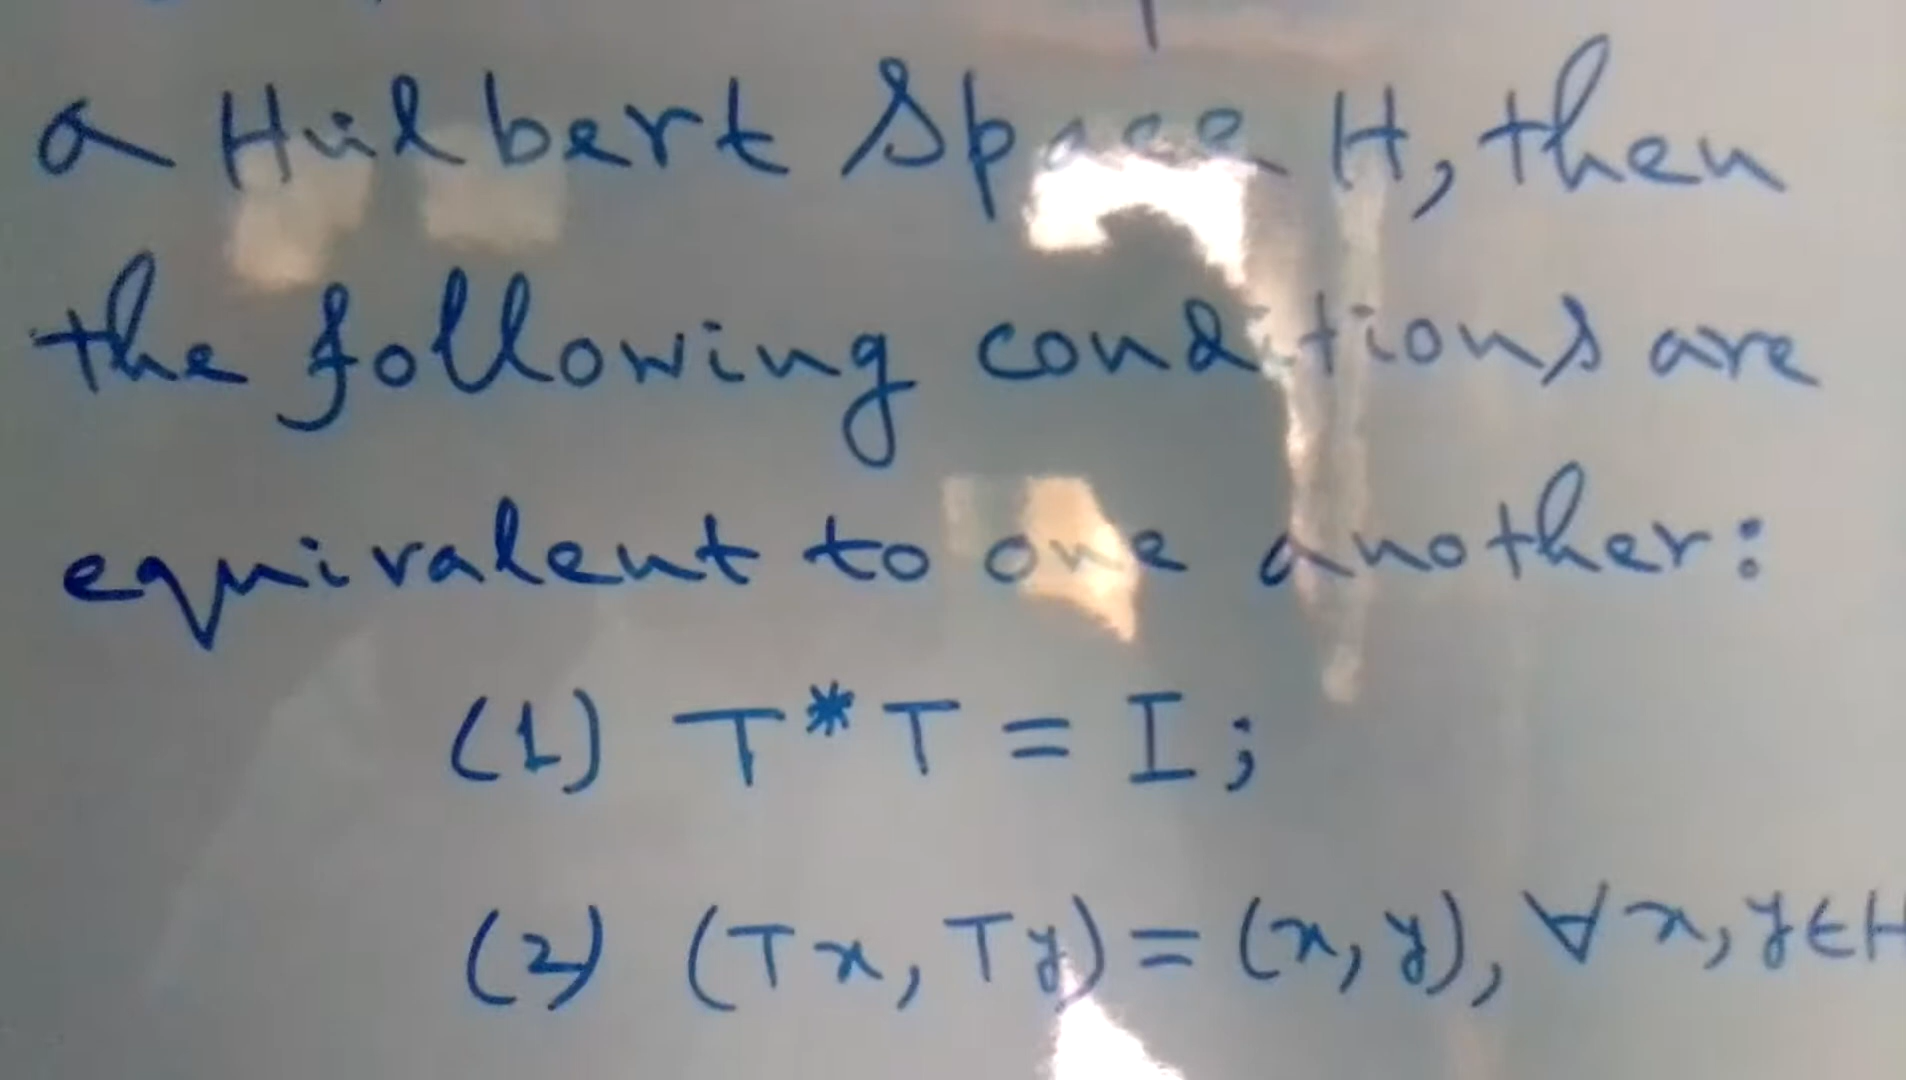 a Hilbert Space H, then
the following conditions are
equivalent to one another:
(1) T*T = I;
(2) (Tx, Ty) = (x, y), ∀ x, y ∈ H